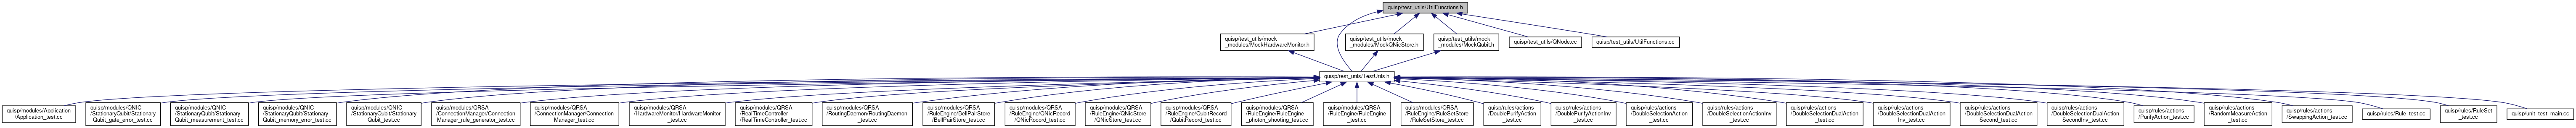 quisp/test_utils/UtilFunctions.h
quisp/test_utils/mock
_modules/MockHardwareMonitor.h
quisp/test_utils/mock
_modules/MockQNicStore.h
quisp/test_utils/mock
_modules/MockQubit.h
quisp/test_utils/QNode.cc
quisp/test_utils/UtilFunctions.cc
quisp/test_utils/TestUtils.h
quisp/modules/Application
/Application_test.cc
quisp/modules/QNIC
/StationaryQubit/Stationary
Qubit_gate_error_test.cc
quisp/modules/QNIC
/StationaryQubit/Stationary
Qubit_measurement_test.cc
quisp/modules/QNIC
/StationaryQubit/Stationary
Qubit_memory_error_test.cc
quisp/modules/QNIC
/StationaryQubit/Stationary
Qubit_test.cc
quisp/modules/QRSA
/ConnectionManager/Connection
Manager_rule_generator_test.cc
quisp/modules/QRSA
/ConnectionManager/Connection
Manager_test.cc
quisp/modules/QRSA
/HardwareMonitor/HardwareMonitor
_test.cc
quisp/modules/QRSA
/RealTimeController
/RealTimeController_test.cc
quisp/modules/QRSA
/RoutingDaemon/RoutingDaemon
_test.cc
quisp/modules/QRSA
/RuleEngine/BellPairStore
/BellPairStore_test.cc
quisp/modules/QRSA
/RuleEngine/QNicRecord
/QNicRecord_test.cc
quisp/modules/QRSA
/RuleEngine/QNicStore
/QNicStore_test.cc
quisp/modules/QRSA
/RuleEngine/QubitRecord
/QubitRecord_test.cc
quisp/modules/QRSA
/RuleEngine/RuleEngine
_photon_shooting_test.cc
quisp/modules/QRSA
/RuleEngine/RuleEngine
_test.cc
quisp/modules/QRSA
/RuleEngine/RuleSetStore
/RuleSetStore_test.cc
quisp/rules/actions
/DoublePurifyAction
_test.cc
quisp/rules/actions
/DoublePurifyActionInv
_test.cc
quisp/rules/actions
/DoubleSelectionAction
_test.cc
quisp/rules/actions
/DoubleSelectionActionInv
_test.cc
quisp/rules/actions
/DoubleSelectionDualAction
_test.cc
quisp/rules/actions
/DoubleSelectionDualAction
Inv_test.cc
quisp/rules/actions
/DoubleSelectionDualAction
Second_test.cc
quisp/rules/actions
/DoubleSelectionDualAction
SecondInv_test.cc
quisp/rules/actions
/PurifyAction_test.cc
quisp/rules/actions
/RandomMeasureAction
_test.cc
quisp/rules/actions
/SwappingAction_test.cc
quisp/rules/Rule_test.cc
quisp/rules/RuleSet
_test.cc
quisp/unit_test_main.cc